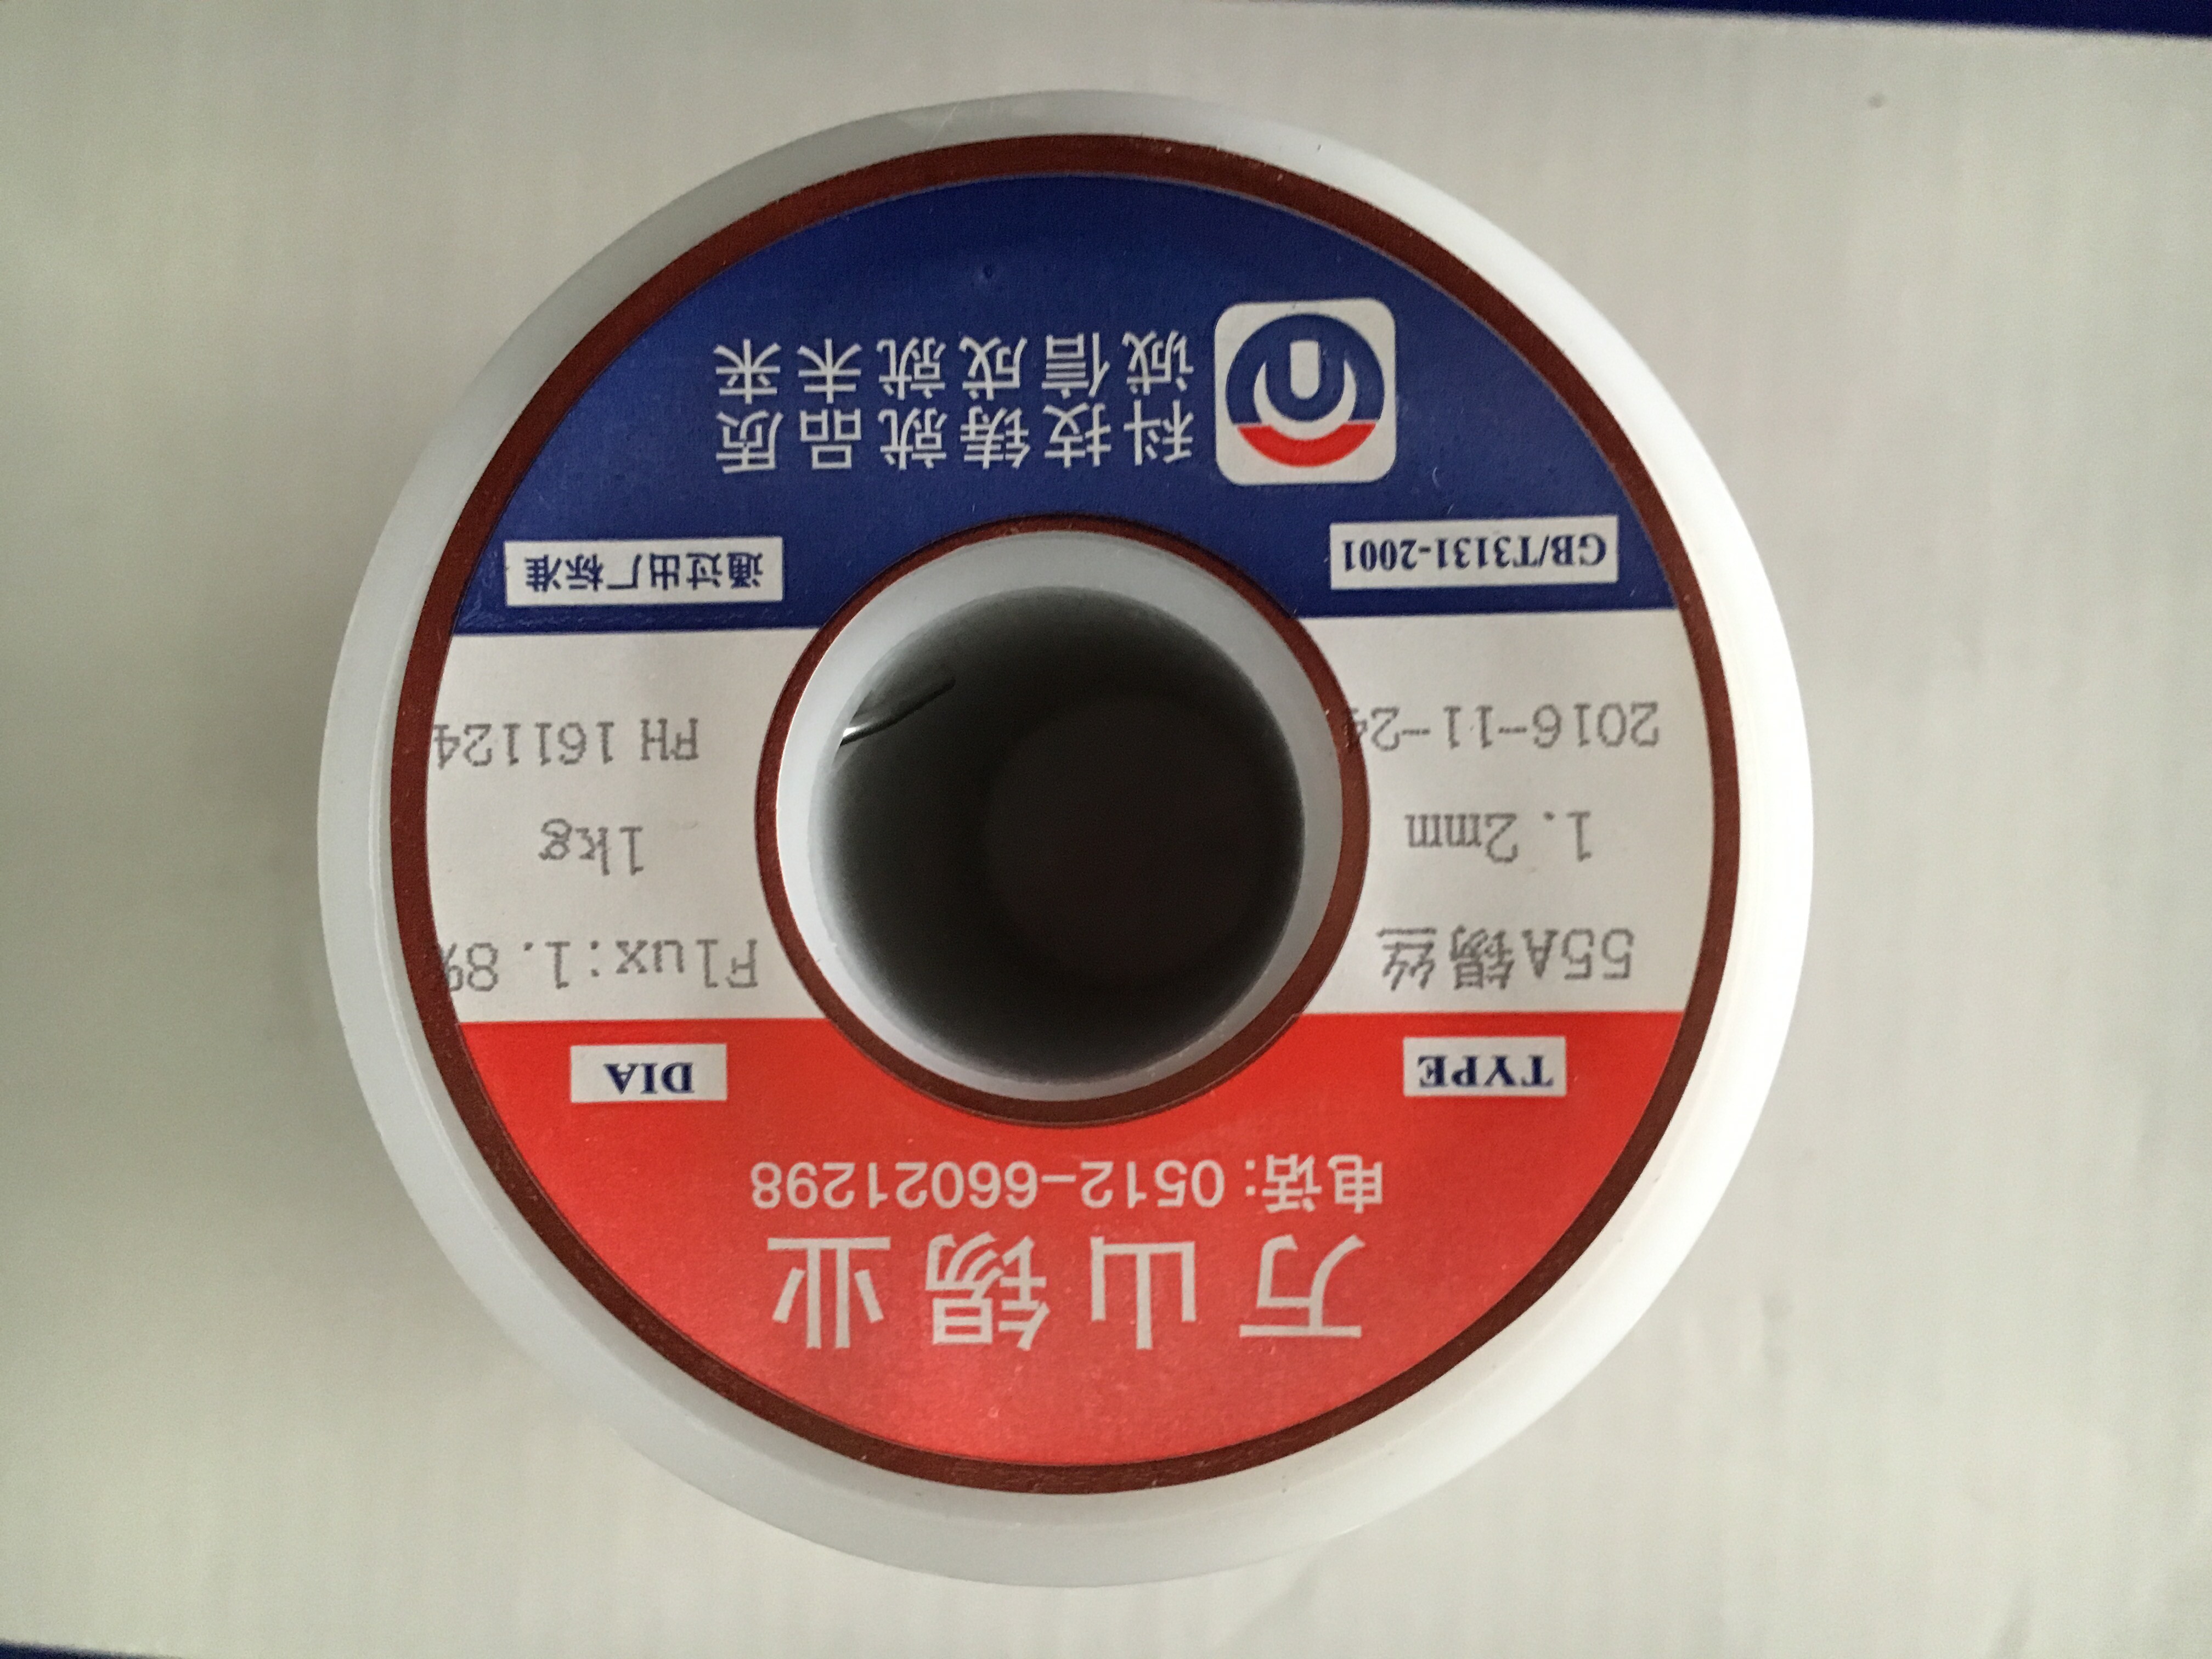 万山锡业
电话: 0512-66021298
TYPE DIA
55A锡丝 Flux:1.8%
1.2mm 1kg
2016-11-24 PH 161124
GB/T3131-2001 通过出厂标准
科技铸就品质
诚信成就未来